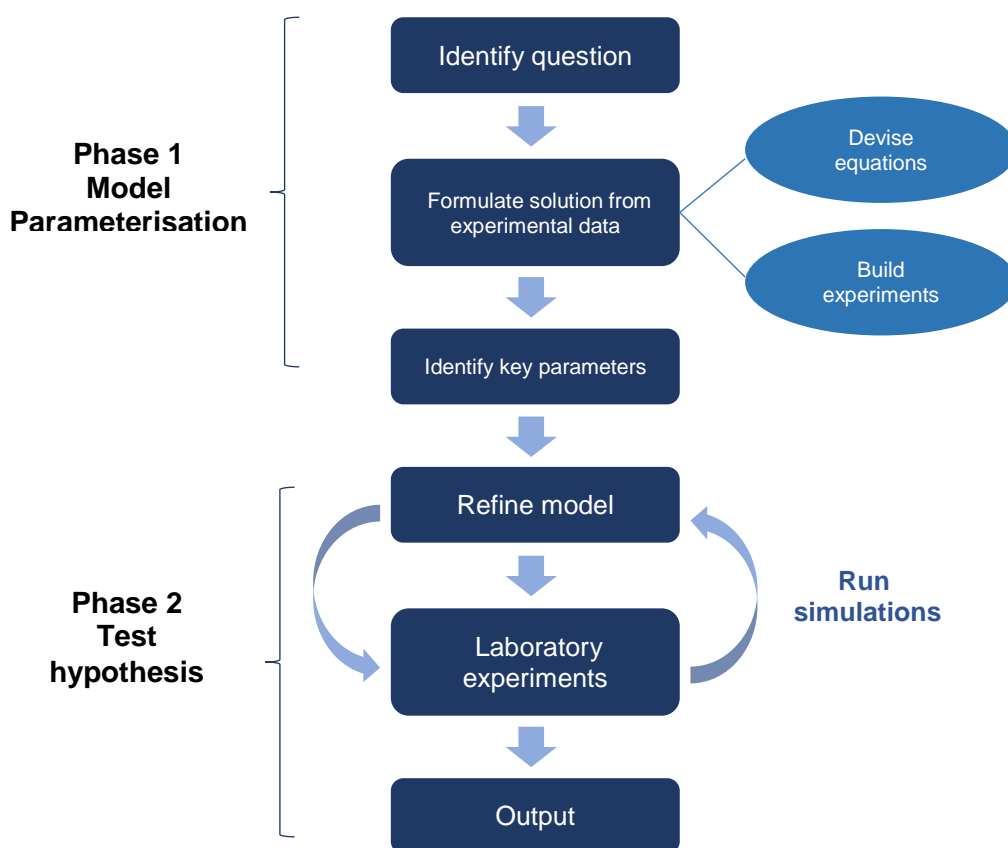 Identify question
Phase 1
Model
Parameterisation
Formulate solution from
experimental data
Devise
equations
Build
experiments
Identify key parameters
Refine model
Phase 2
Test
hypothesis
Laboratory
experiments
Run
simulations
Output